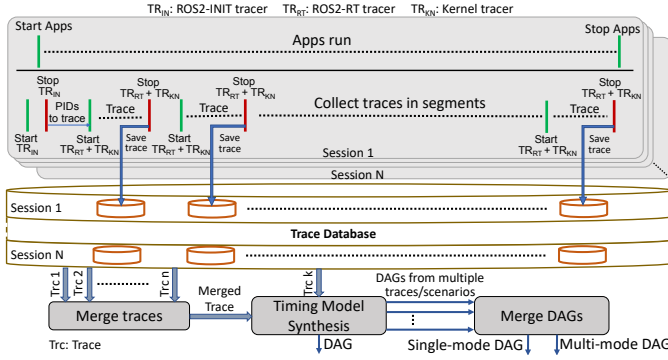 TR_IN: ROS2-INIT tracer TR_RT: ROS2-RT tracer TR_KN: Kernel tracer
Start Apps
Stop Apps
Apps run
Stop
TR_IN
PIDs
to trace
Trace
Stop
TR_RT + TR_KN
Trace
Stop
TR_RT + TR_KN
Collect traces in segments
Trace
Stop
TR_RT + TR_KN
Start
TR_IN
Start
TR_RT + TR_KN
Save
trace
Start
TR_RT + TR_KN
Save
trace
Start
TR_RT + TR_KN
Save
trace
Session 1
Session N
Session 1
Trace Database
Session N
Trc 1
Trc 2
Trc n
Trc k
Merged
Trace
DAGs from multiple
traces/scenarios
Merge traces
Timing Model
Synthesis
Merge DAGs
Trc: Trace
DAG
Single-mode DAG
Multi-mode DAG